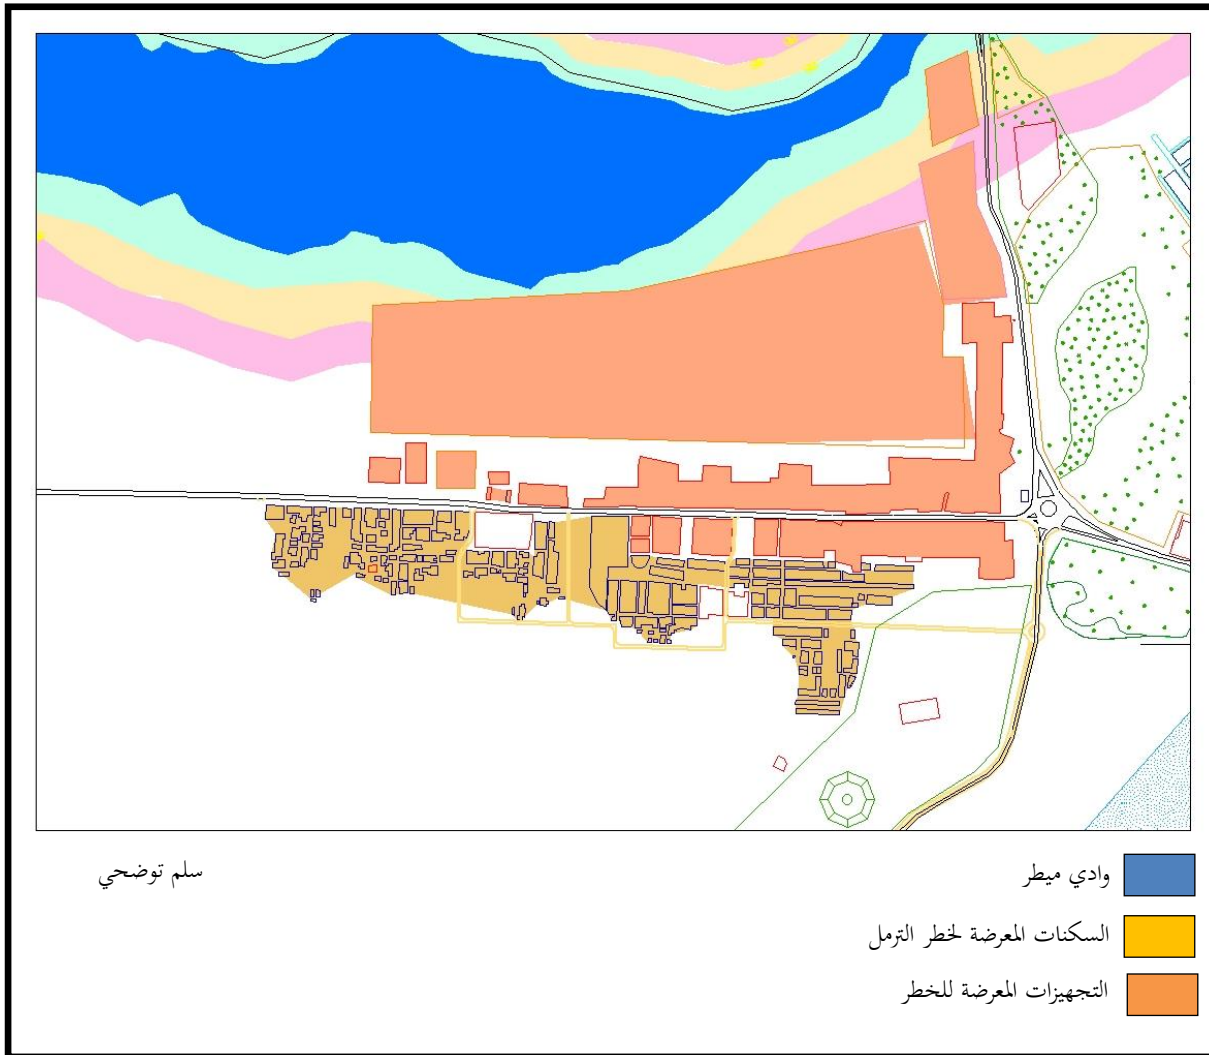 وادي ميطر
سلم توضحي
السكنات المعرضة لخطر الترمل
التجهيزات المعرضة للخطر